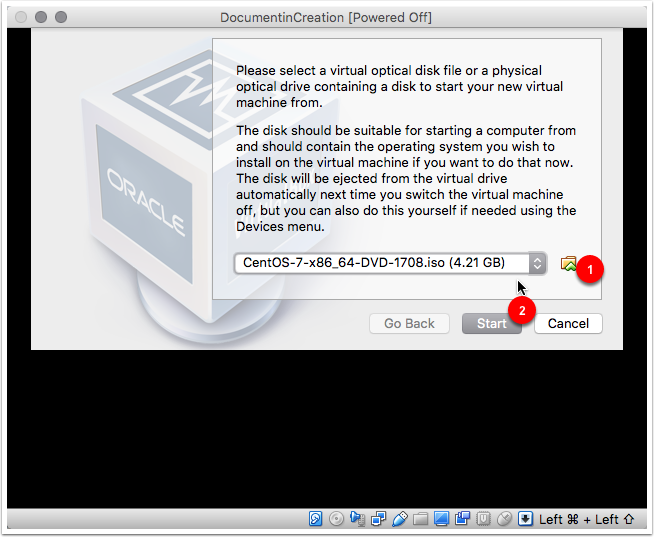 DocumentinCreation [Powered Off]
Please select a virtual optical disk file or a physical
optical drive containing a disk to start your new virtual
machine from.
The disk should be suitable for starting a computer from
and should contain the operating system you wish to
install on the virtual machine if you want to do that now.
The disk will be ejected from the virtual drive
automatically next time you switch the virtual machine
off, but you can also do this yourself if needed using the
Devices menu.
ORACLE
CentOS-7-x86_64-DVD-1708.iso (4.21 GB)
1
2
Go Back
Start
Cancel
Left ⌘ + Left ⇧